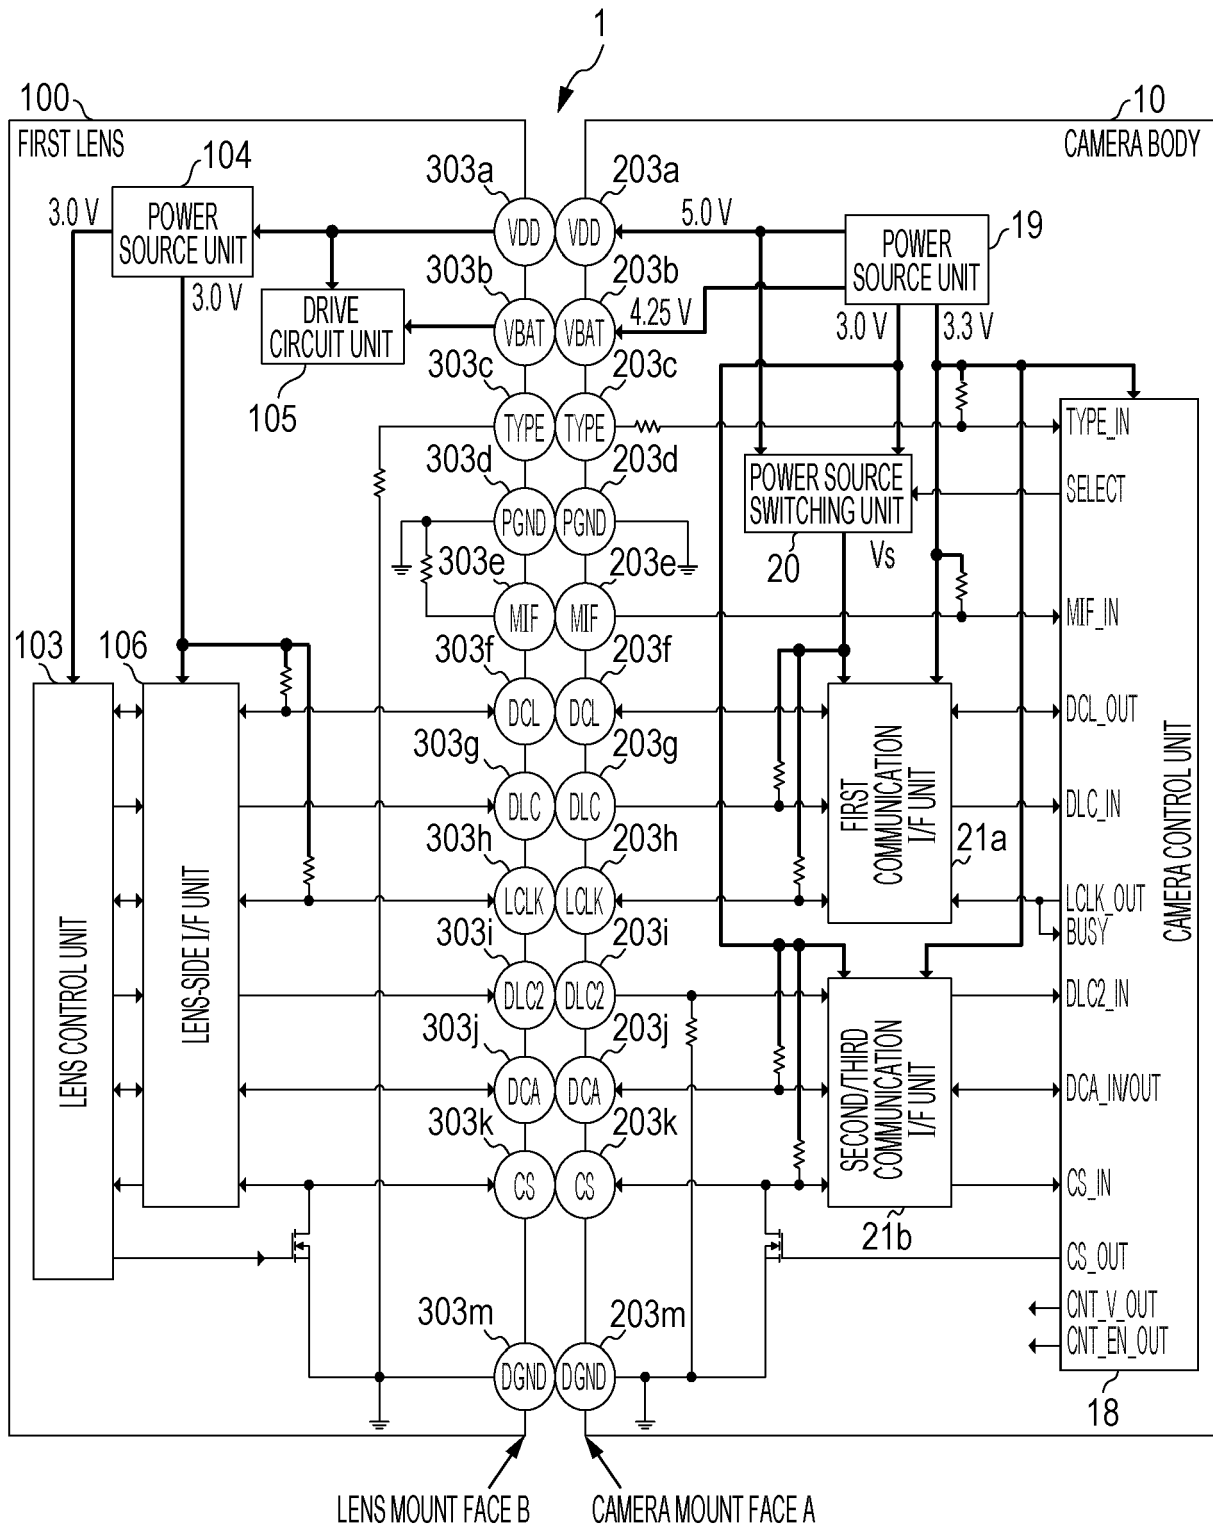 1
100
10
FIRST LENS
CAMERA BODY
104
303a
203a
3.0 V
POWER
SOURCE UNIT
VDD
VDD
5.0 V
POWER
SOURCE UNIT
19
303b
203b
3.0 V
DRIVE
CIRCUIT UNIT
VBAT
VBAT
4.25 V
3.0 V
3.3 V
105
303c
203c
TYPE
TYPE
TYPE_IN
303d
203d
POWER SOURCE
SWITCHING UNIT
SELECT
PGND
PGND
20
Vs
303e
203e
MIF
MIF
MIF_IN
103
106
303f
203f
DCL
DCL
DCL_OUT
303g
203g
DLC
DLC
FIRST
COMMUNICATION
I/F UNIT
DLC_IN
21a
303h
203h
LCLK
LCLK
LCLK_OUT
BUSY
CAMERA CONTROL UNIT
LENS CONTROL UNIT
LENS-SIDE I/F UNIT
303i
203i
DLC2
DLC2
DLC2_IN
303j
203j
DCA
DCA
SECOND/THIRD
COMMUNICATION
I/F UNIT
DCA_IN/OUT
303k
203k
CS
CS
CS_IN
21b
CS_OUT
303m
203m
CNT_V_OUT
CNT_EN_OUT
DGND
DGND
18
LENS MOUNT FACE B
CAMERA MOUNT FACE A